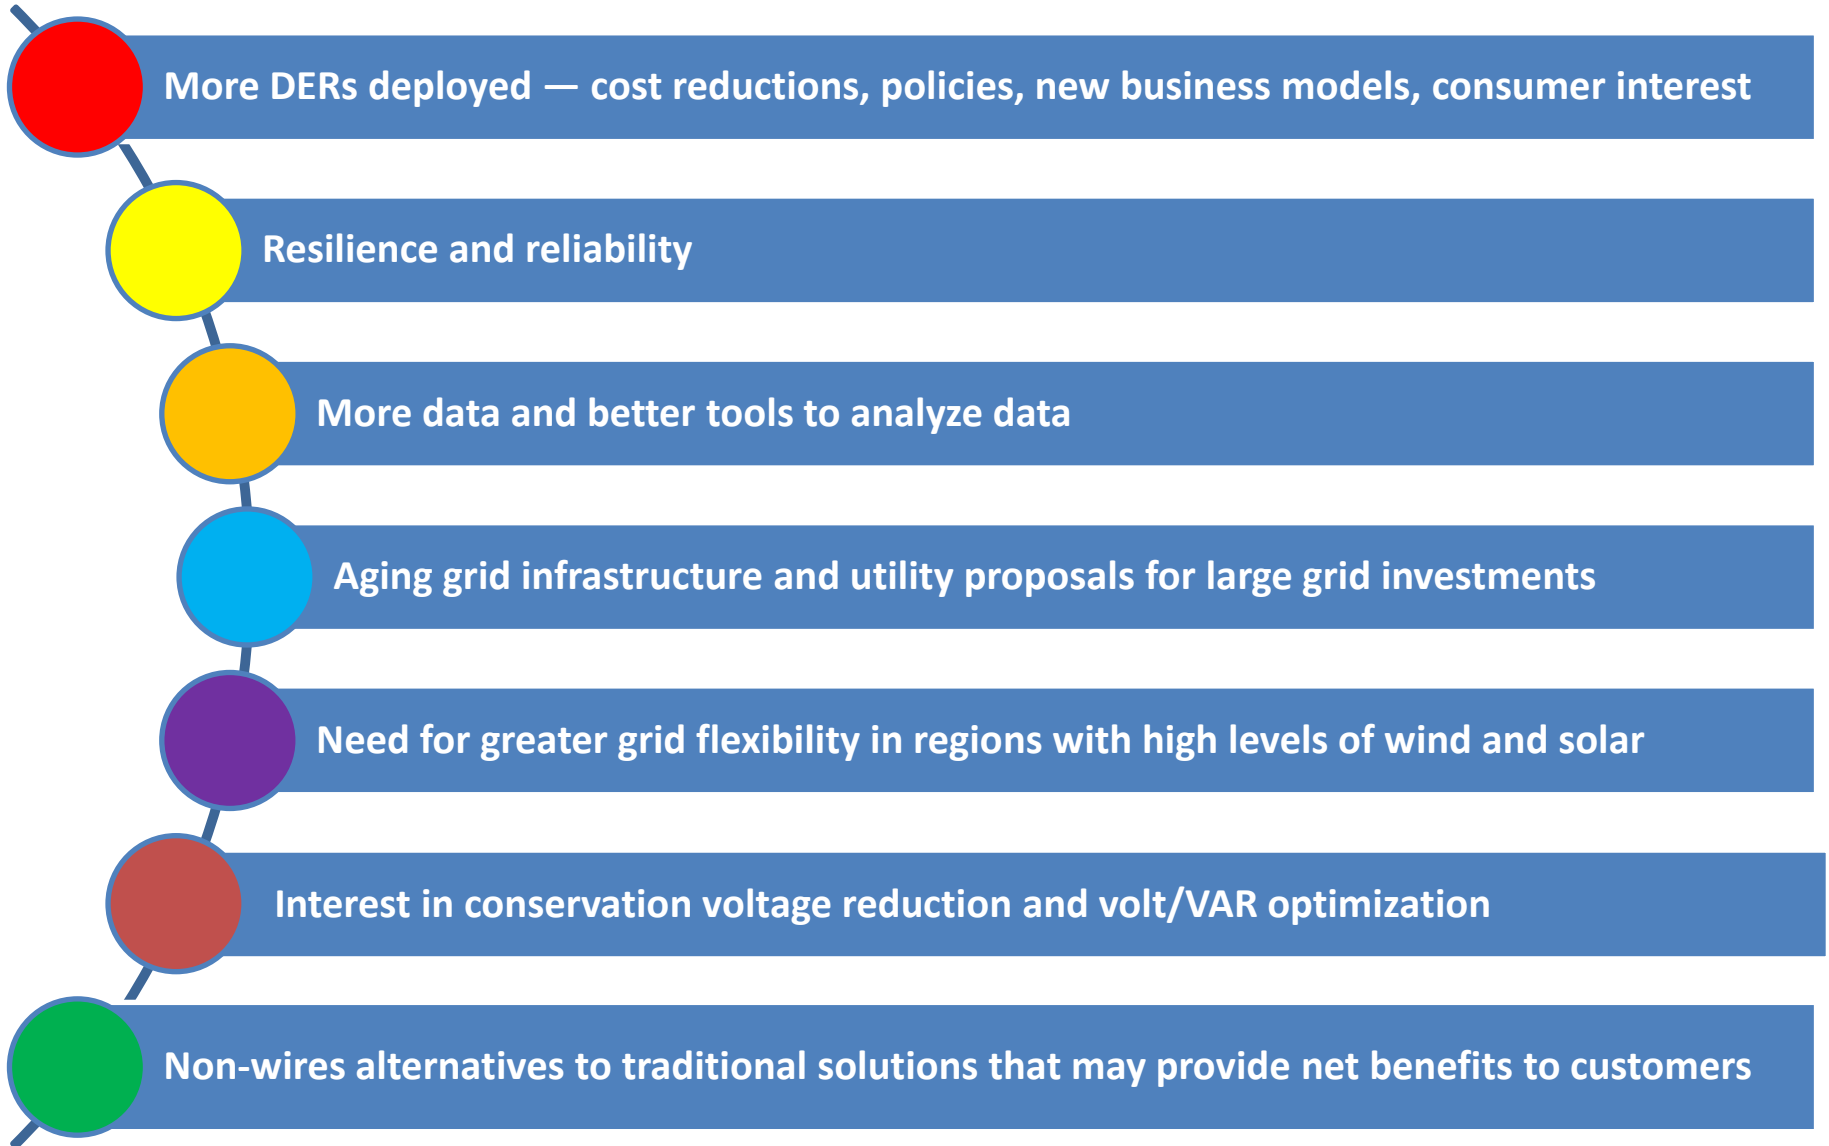 More DERs deployed — cost reductions, policies, new business models, consumer interest
Resilience and reliability
More data and better tools to analyze data
Aging grid infrastructure and utility proposals for large grid investments
Need for greater grid flexibility in regions with high levels of wind and solar
Interest in conservation voltage reduction and volt/VAR optimization
Non-wires alternatives to traditional solutions that may provide net benefits to customers